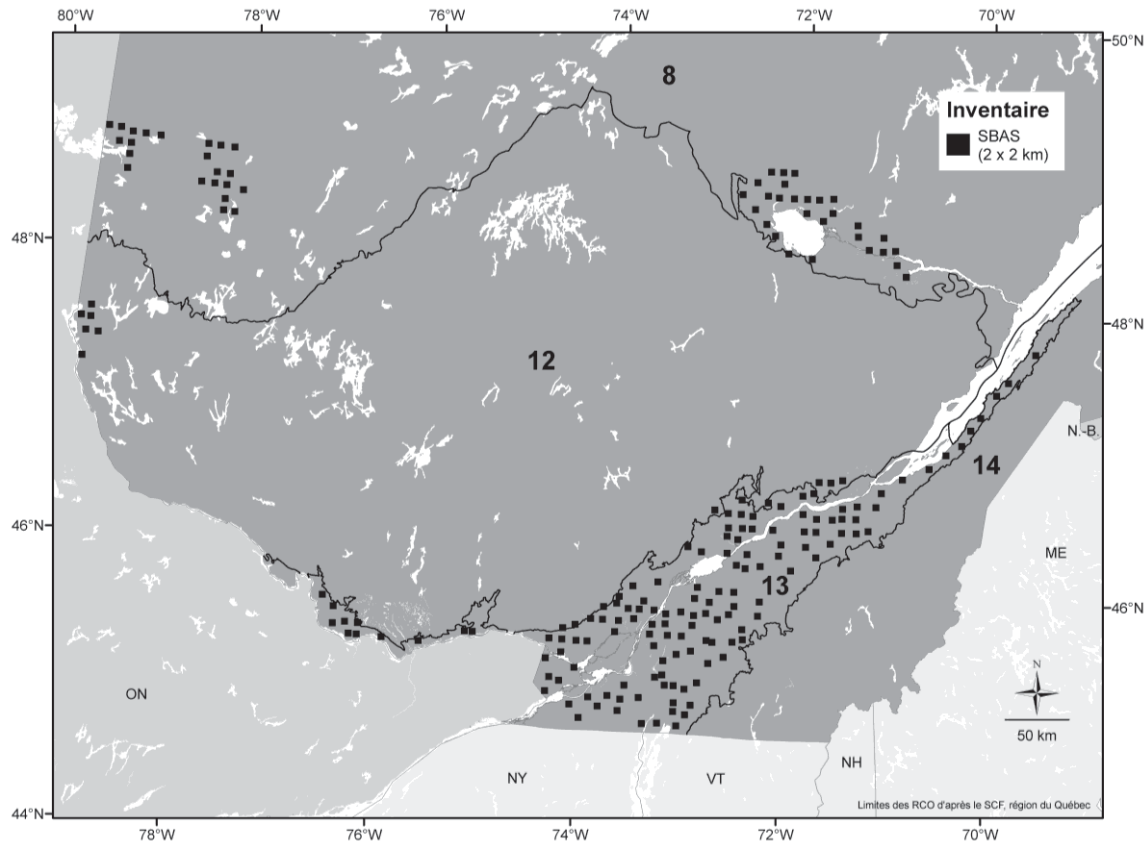 80°W 78°W 76°W 74°W 72°W 70°W
50°N
8
Inventaire
SBAS
(2 x 2 km)
48°N
48°N
12
N.-B.
14
46°N
ME
13
46°N
ON
N
50 km
NY
VT
NH
Limites des RCO d'après le SCF, région du Québec
44°N
44°N
78°W 76°W 74°W 72°W 70°W